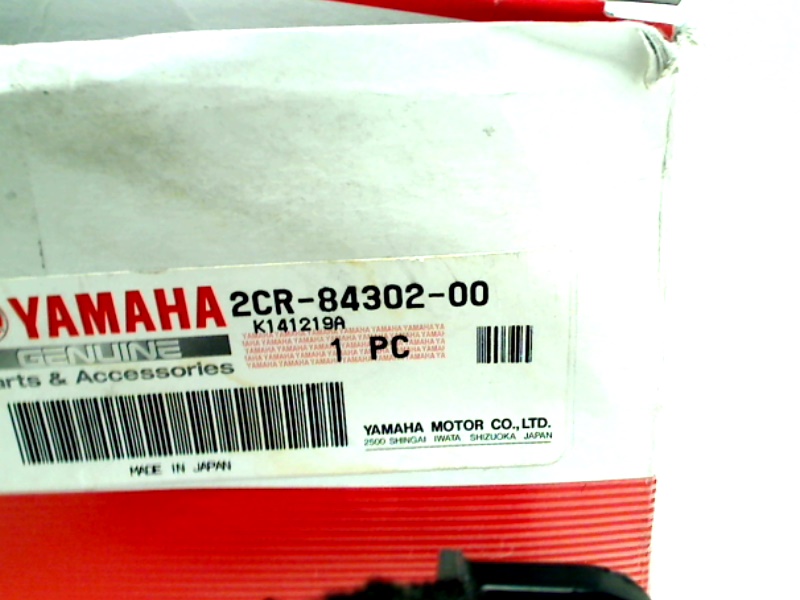 YAMAHA 2CR-84302-00
K141219A
GENUINE
1 PC
arts & Accessories
YAMAHA MOTOR CO.,LTD.
2500 SHINGAI IWATA SHIZUOKA JAPAN
MADE IN JAPAN